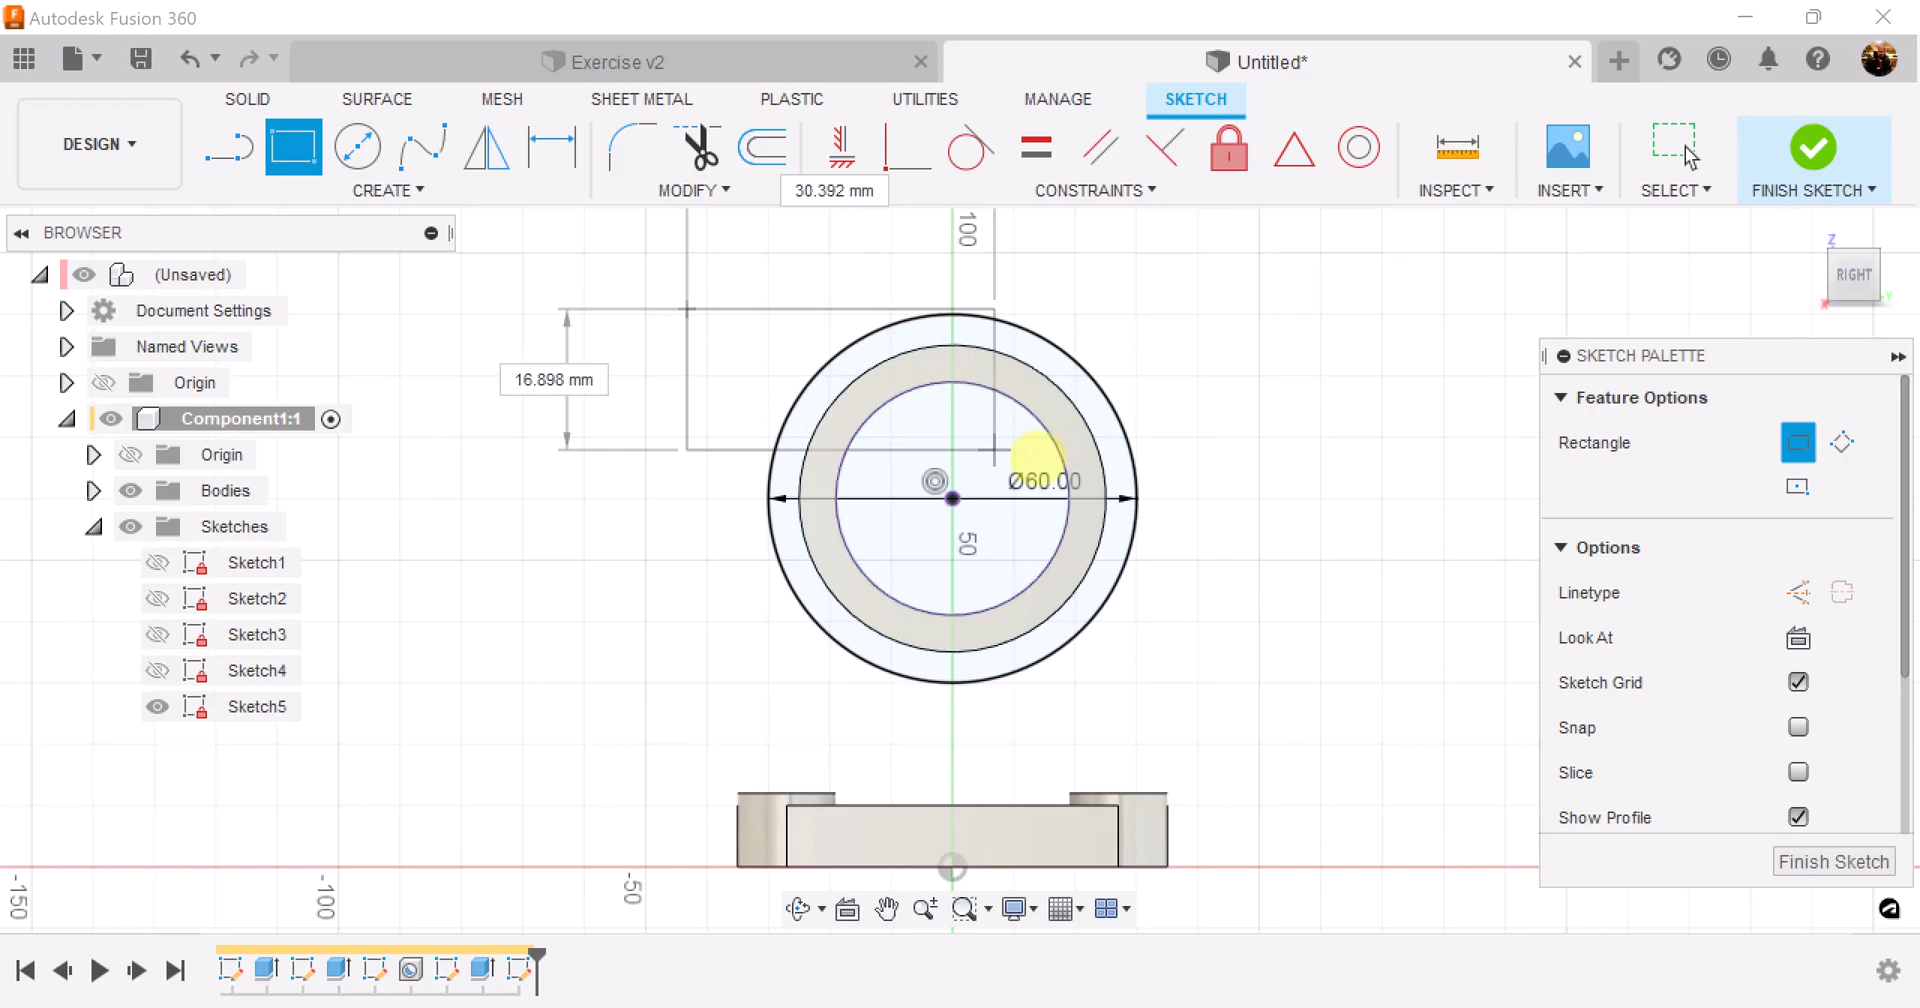 Autodesk Fusion 360
Exercise v2
Untitled*
SOLID
SURFACE
MESH
SHEET METAL
PLASTIC
UTILITIES
MANAGE
SKETCH
DESIGN
CREATE
MODIFY
CONSTRAINTS
INSPECT
INSERT
SELECT
FINISH SKETCH
30.392 mm
BROWSER
(Unsaved)
Document Settings
Named Views
Origin
Component1:1
Origin
Bodies
Sketches
Sketch1
Sketch2
Sketch3
Sketch4
Sketch5
100
16.898 mm
Ø60.00
50
-150
-100
-50
Z
RIGHT
Y
X
SKETCH PALETTE
Feature Options
Rectangle
Options
Linetype
Look At
Sketch Grid
Snap
Slice
Show Profile
Finish Sketch